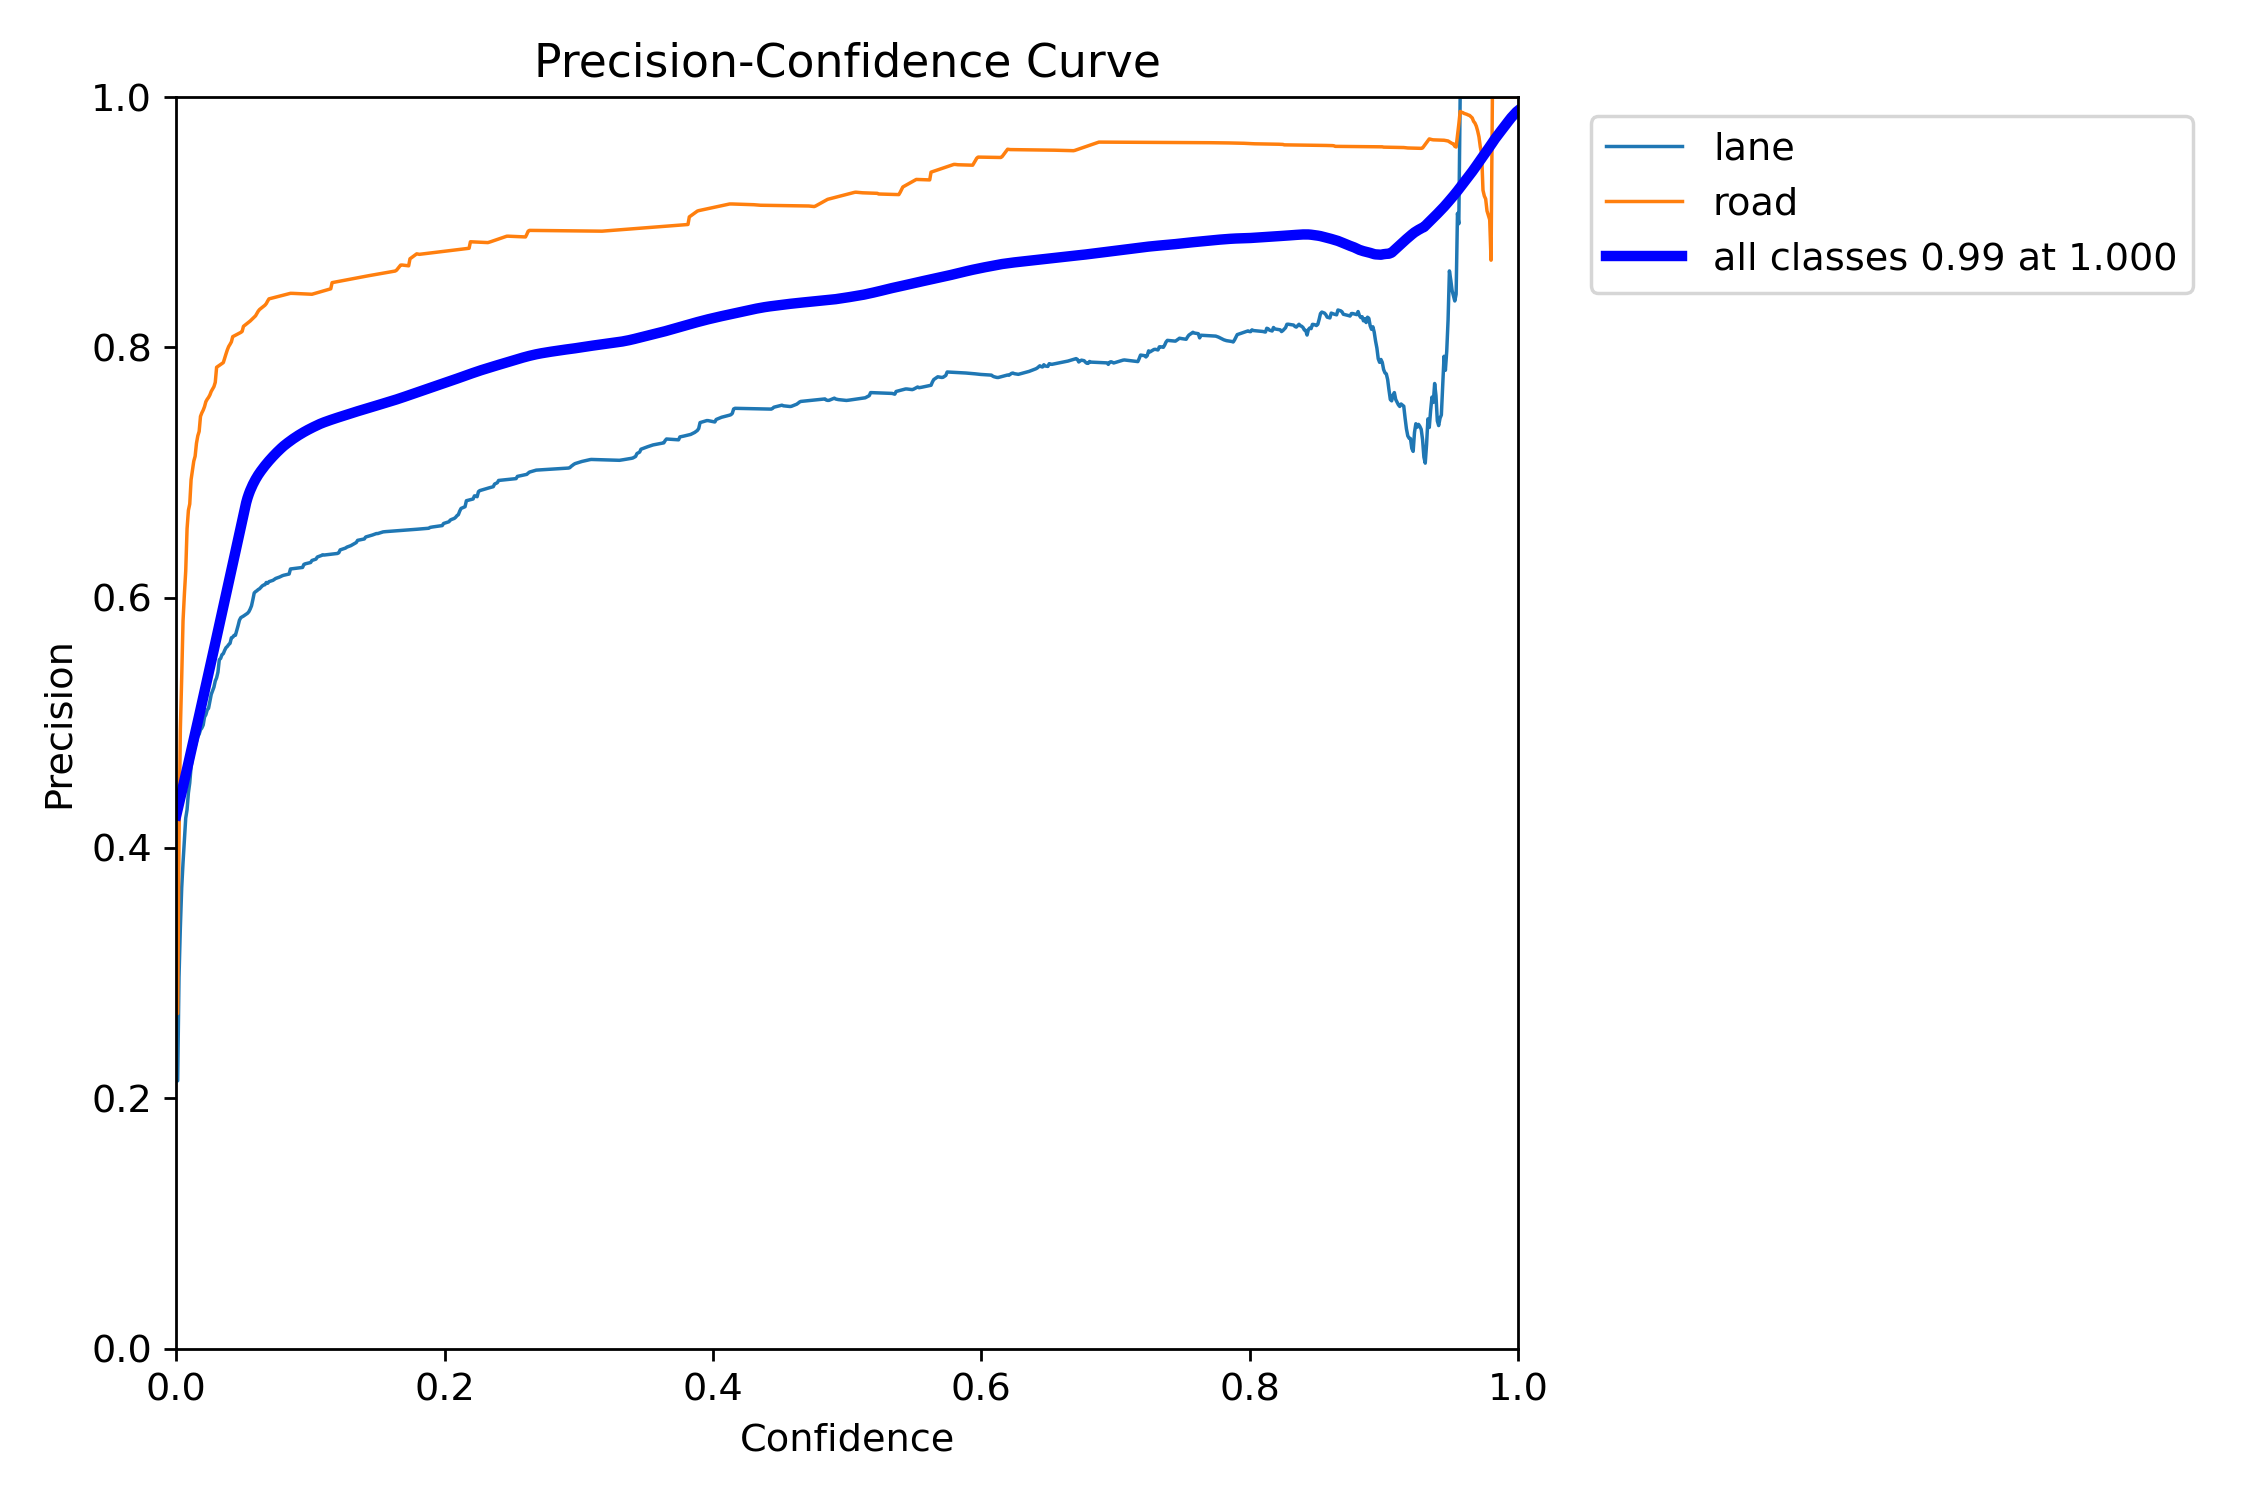 Precision-Confidence Curve
1.0
0.8
0.6
0.4
0.2
0.0
Precision
0.0 0.2 0.4 0.6 0.8 1.0
Confidence
lane
road
all classes 0.99 at 1.000